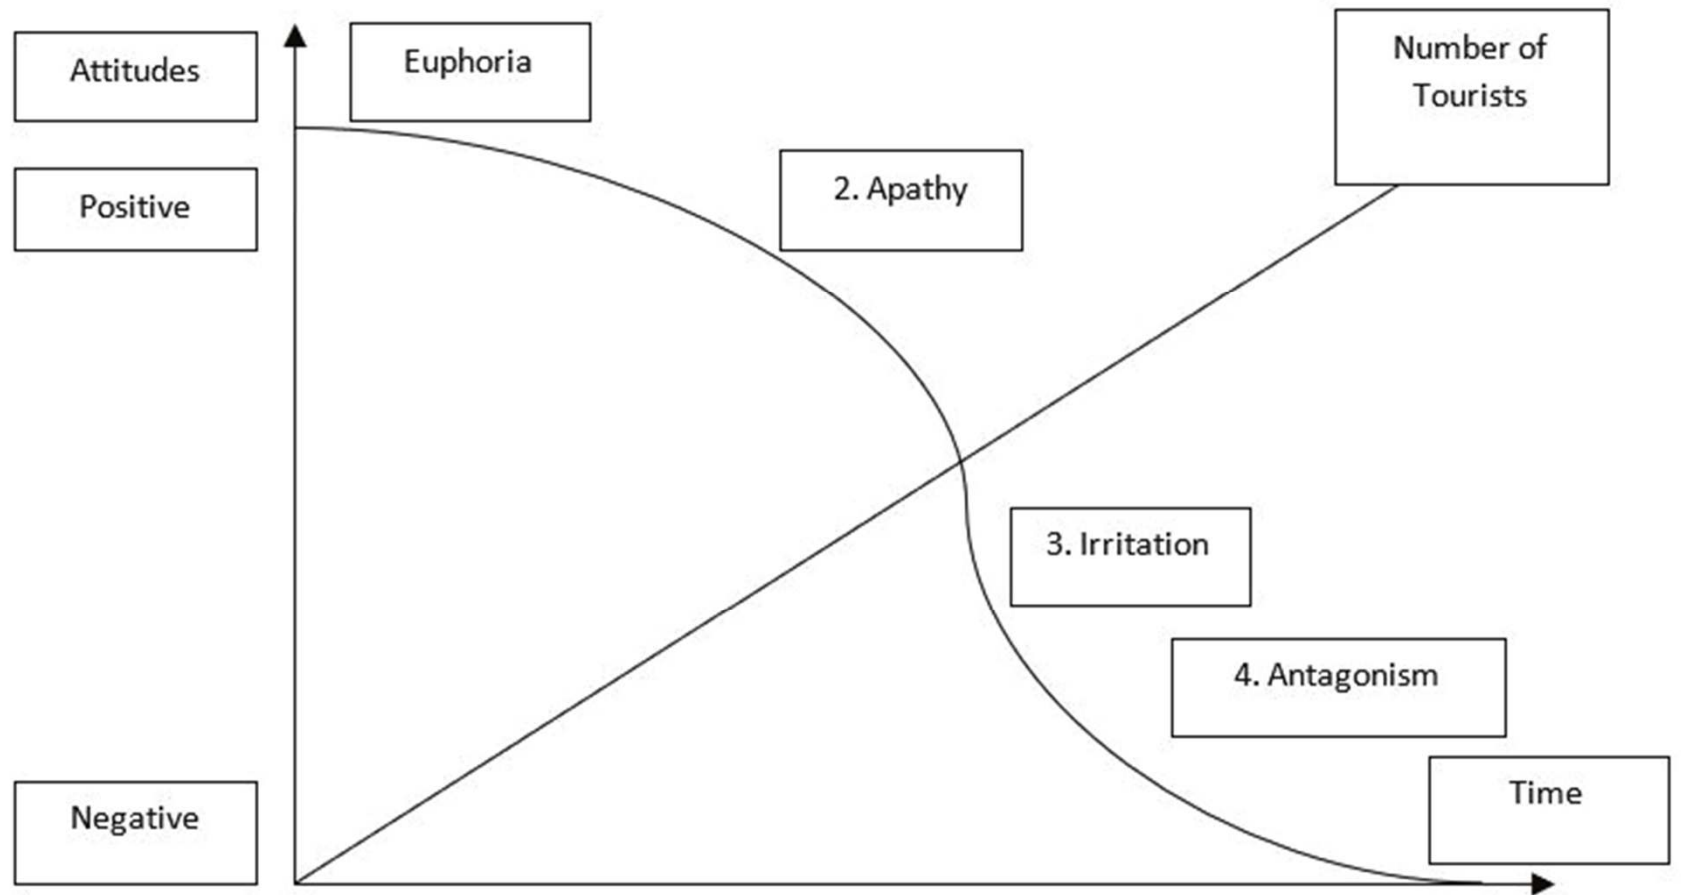 Attitudes
Euphoria
Number of
Tourists
Positive
2. Apathy
3. Irritation
4. Antagonism
Negative
Time